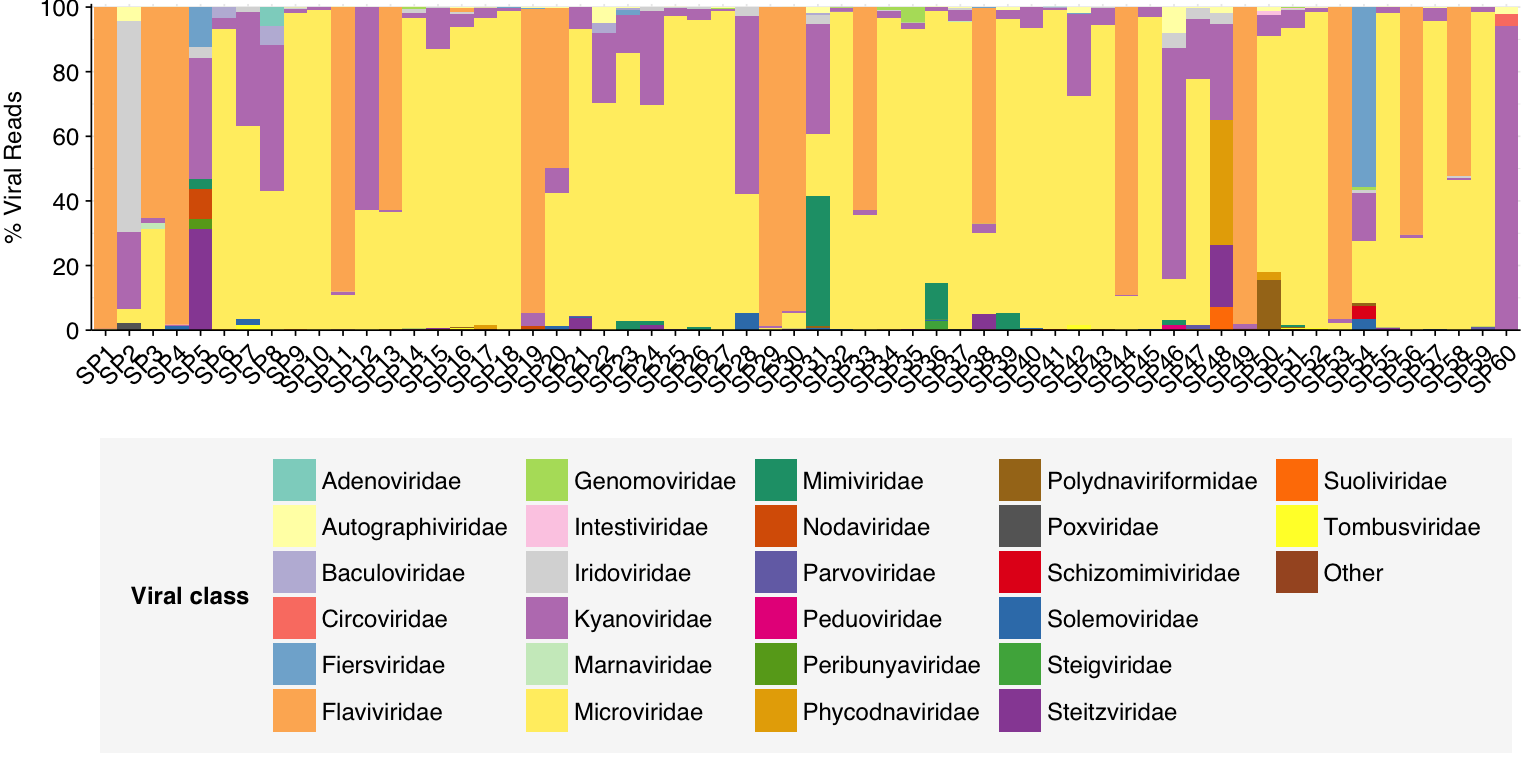 % Viral Reads
100
80
60
40
20
0
SP1 SP2 SP3 SP4 SP5 SP6 SP7 SP8 SP9 SP10 SP11 SP12 SP13 SP14 SP15 SP16 SP17 SP18 SP19 SP20 SP21 SP22 SP23 SP24 SP25 SP26 SP27 SP28 SP29 SP30 SP31 SP32 SP33 SP34 SP35 SP36 SP37 SP38 SP39 SP40 SP41 SP42 SP43 SP44 SP45 SP46 SP47 SP48 SP49 SP50 SP51 SP52 SP53 SP54 SP55 SP56 SP57 SP58 SP59 SP60
Viral class
Adenoviridae
Autographiviridae
Baculoviridae
Circoviridae
Fiersviridae
Flaviviridae
Genomoviridae
Intestiviridae
Iridoviridae
Kyanoviridae
Marnaviridae
Microviridae
Mimiviridae
Nodaviridae
Parvoviridae
Peduoviridae
Peribunyaviridae
Phycodnaviridae
Polydnaviriformidae
Poxviridae
Schizomimiviridae
Solemoviridae
Steigviridae
Steitzviridae
Suoliviridae
Tombusviridae
Other